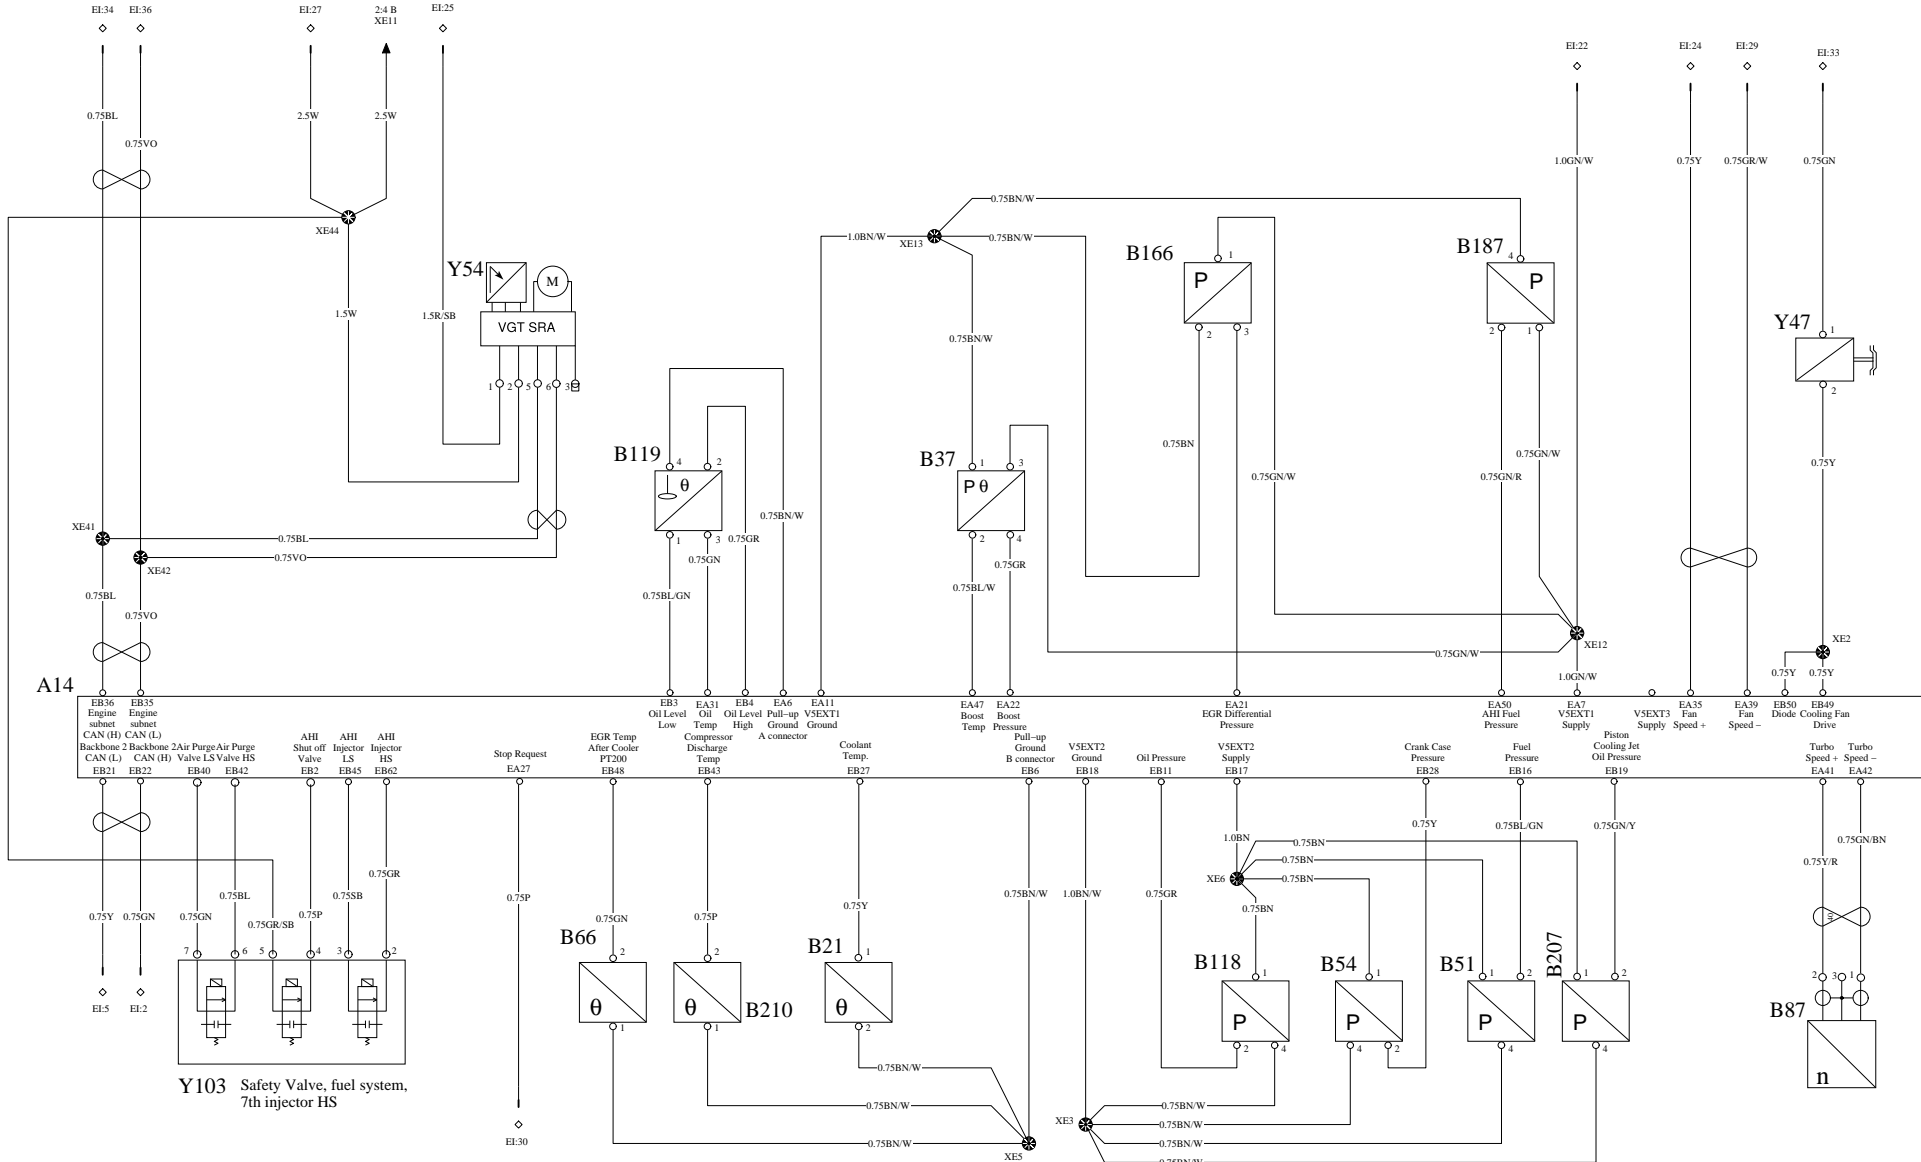 EI:34
EI:36
EI:27
2:4 B
XE11
EI:25
EI:22
EI:24
EI:29
EI:33
0.75BL
0.75VO
2.5W
2.5W
1.0GN/W
0.75Y
0.75GR/W
0.75GN
XE44
1.0BN/W
XE13
0.75BN/W
0.75BN/W
B166
1
P
2
3
B187
4
P
2
1
Y54
M
VGT SRA
1
2
5
6
3
1.5W
1.5R/SB
0.75BN/W
Y47
1
2
B119
4
2
θ
1
3
B37
1
3
P θ
2
4
0.75BN
0.75GN/W
0.75GN/R
0.75GN/W
0.75Y
XE41
0.75BL
XE42
0.75VO
0.75BN/W
0.75GR
0.75GN
0.75GR
0.75BL/GN
0.75BL/W
0.75BL
0.75VO
0.75GN/W
XE12
1.0GN/W
XE2
0.75Y
0.75Y
A14
EB36
Engine
subnet
CAN (H)
EB35
Engine
subnet
CAN (L)
EB3
Oil Level
Low
EA31
Oil
Temp
EB4
Oil Level
High
EA6
Pull−up
Ground
A connector
EA11
V5EXT1
Ground
EA47
Boost
Temp
EA22
Boost
Pressure
EA21
EGR Differential
Pressure
EA50
AHI Fuel
Pressure
EA7
V5EXT1
Supply
V5EXT3
Supply
EA35
Fan
Speed +
EA39
Fan
Speed −
EB50
Diode
EB49
Cooling Fan
Drive
Backbone 2
CAN (L)
EB21
Backbone 2
CAN (H)
EB22
Air Purge
Valve LS
EB40
Air Purge
Valve HS
EB42
AHI
Shut off
Valve
EB2
AHI
Injector
LS
EB45
AHI
Injector
HS
EB62
Stop Request
EA27
EGR Temp
After Cooler
PT200
EB48
Compressor
Discharge
Temp
EB43
Coolant
Temp.
EB27
Pull−up
Ground
B connector
EB6
V5EXT2
Ground
EB18
Oil Pressure
EB11
V5EXT2
Supply
EB17
Crank Case
Pressure
EB28
Fuel
Pressure
EB16
Piston
Cooling Jet
Oil Pressure
EB19
Turbo
Speed +
EA41
Turbo
Speed −
EA42
0.75Y
0.75GN
0.75GN
0.75BL
0.75GR/SB
0.75P
0.75SB
0.75GR
0.75P
0.75GN
0.75P
0.75Y
0.75BN/W
1.0BN/W
0.75GR
1.0BN
XE6
0.75BN
0.75BN
0.75BN
0.75BN
0.75Y
0.75BL/GN
0.75GN/Y
0.75Y/R
0.75GN/BN
40
7
6
5
4
3
2
EI:5
EI:2
B66
2
θ
1
2
θ
1
B210
B21
1
θ
2
B118
1
P
2
4
B54
1
P
4
2
B51
1
2
P
4
B207
1
2
P
4
2
3
1
B87
n
Y103
Safety Valve, fuel system,
7th injector HS
0.75BN/W
0.75BN/W
0.75BN/W
XE5
XE3
0.75BN/W
0.75BN/W
0.75BN/W
0.75BN/W
EI:30